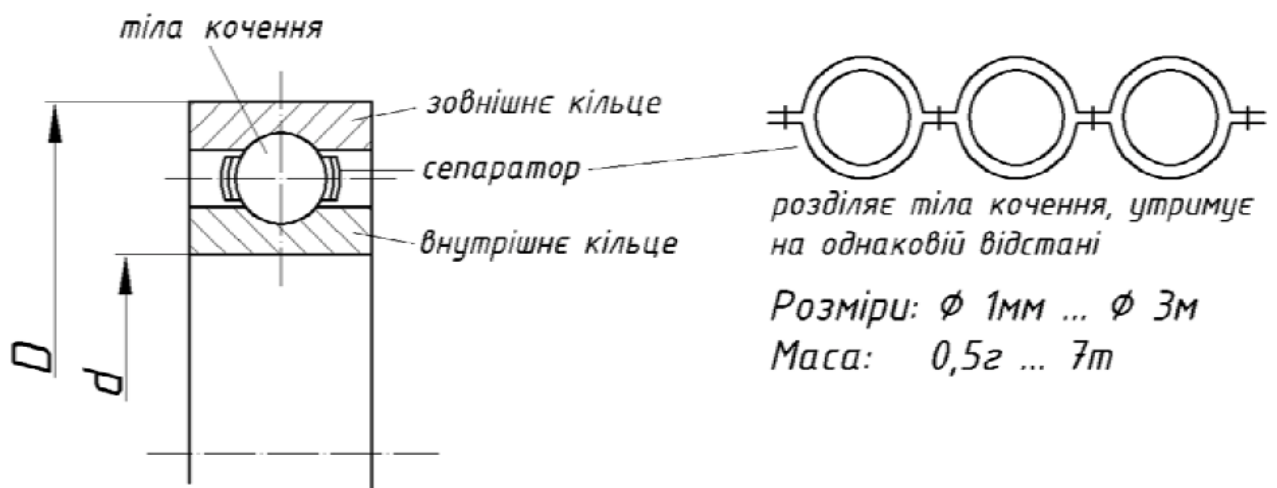 тіла кочення
зовнішнє кільце
сепаратор
внутрішнє кільце
D
d
розділяє тіла кочення, утримує
на однаковій відстані
Розміри: ϕ 1мм ... ϕ 3м
Маса: 0,5г ... 7т